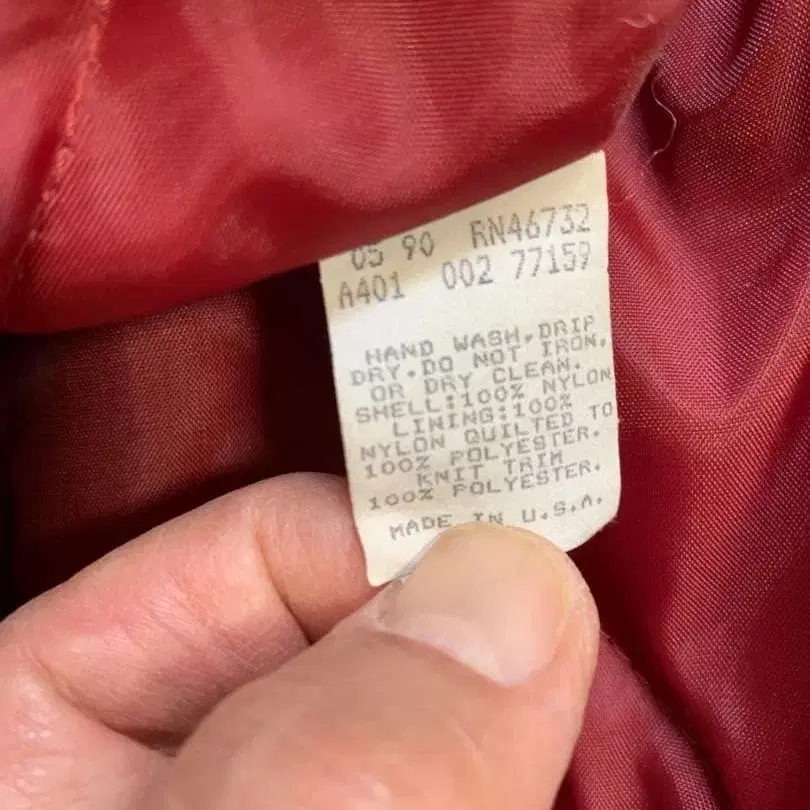 05 90 RN46732
A401 002 77159
HAND WASH.DRIP
DRY.DO NOT IRON.
OR DRY CLEAN.
SHELL:100% NYLON
LINING:100%
NYLON QUILTED TO
100% POLYESTER.
KNIT TRIM
100% POLYESTER.
MADE IN U.S.A.